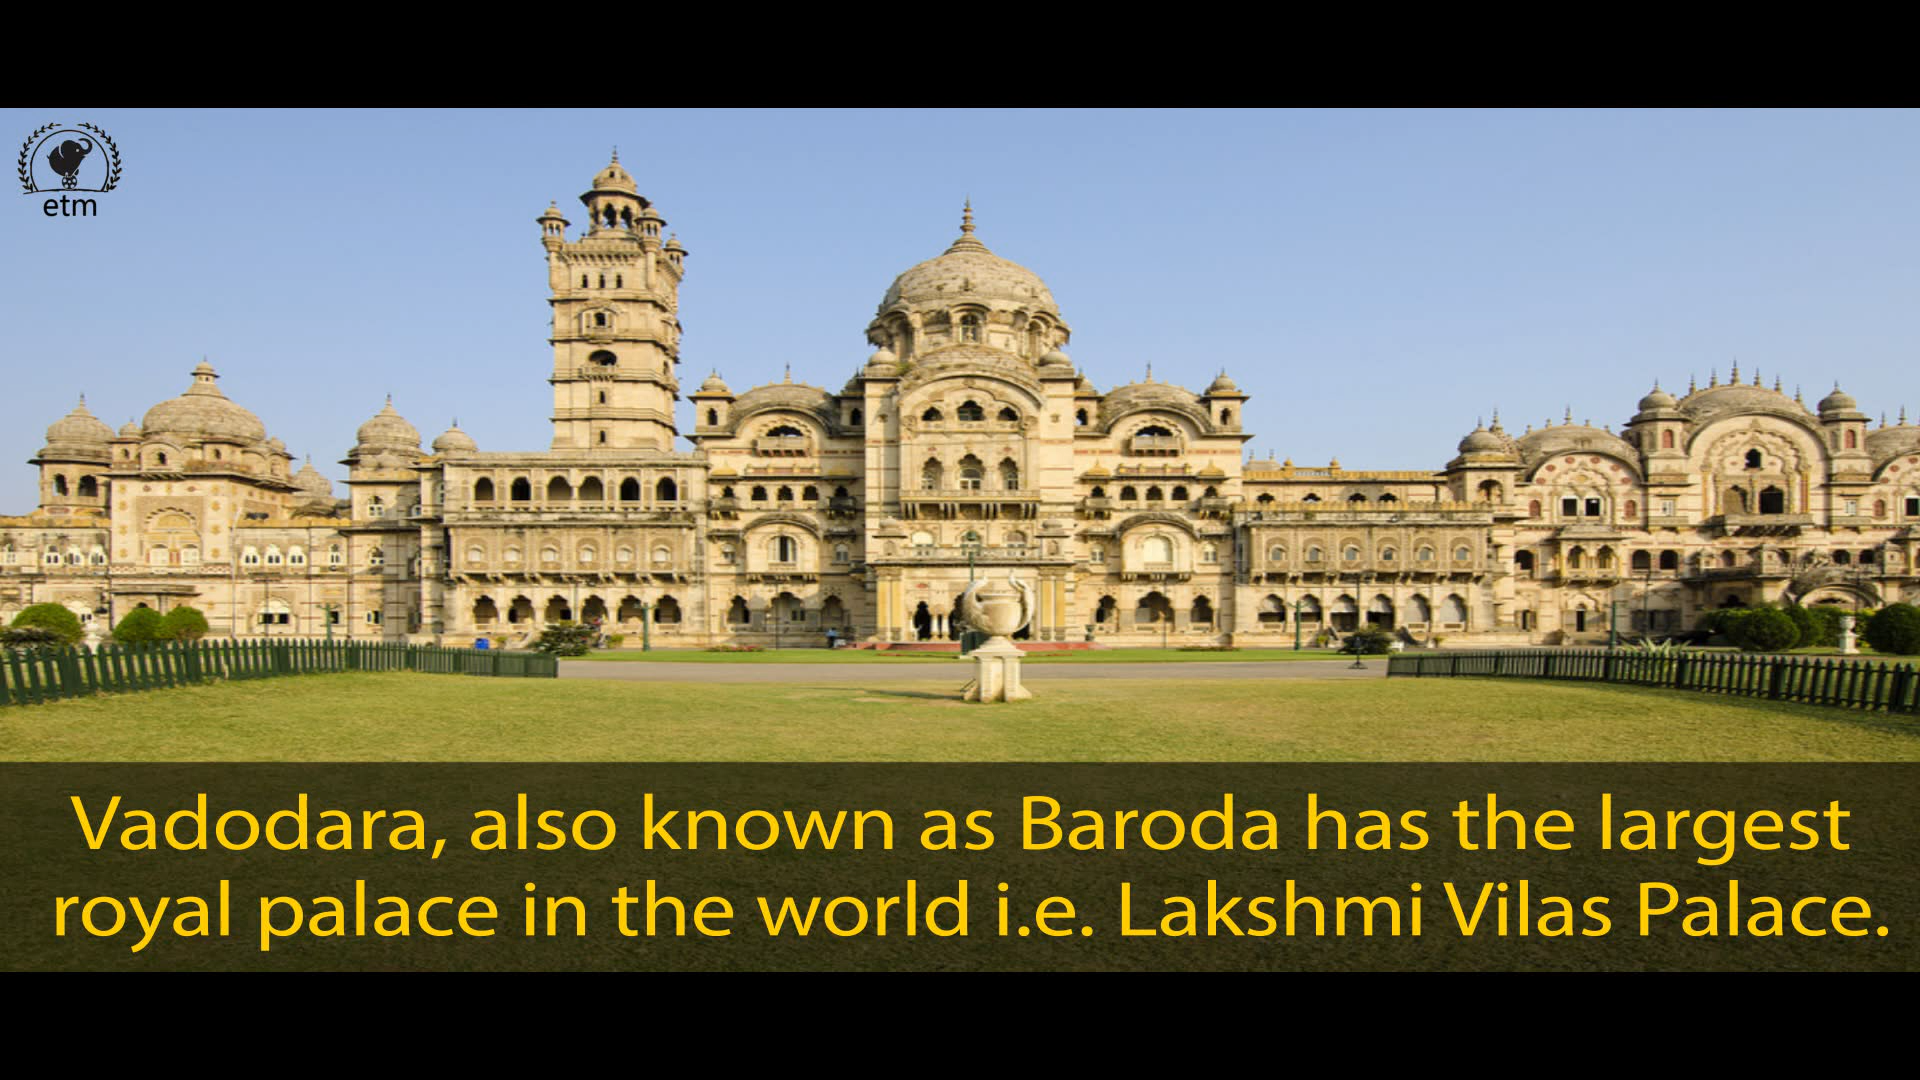 etm
Vadodara, also known as Baroda has the largest
royal palace in the world i.e. Lakshmi Vilas Palace.